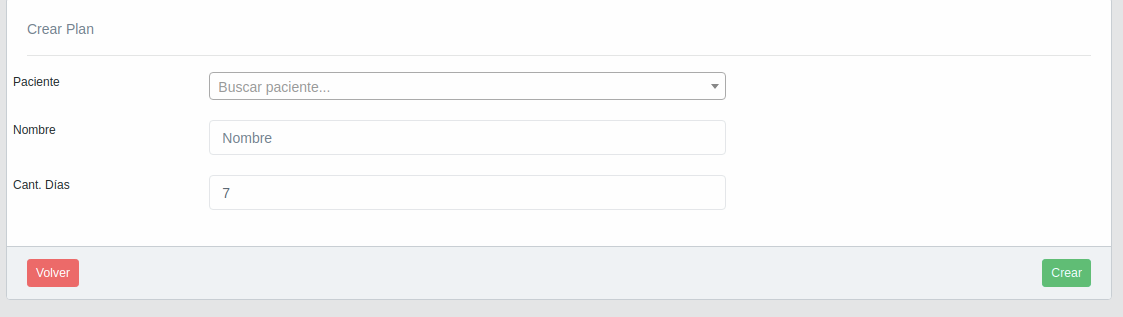 Crear Plan
Paciente
Buscar paciente...
Nombre
Nombre
Cant. Días
7
Volver
Crear